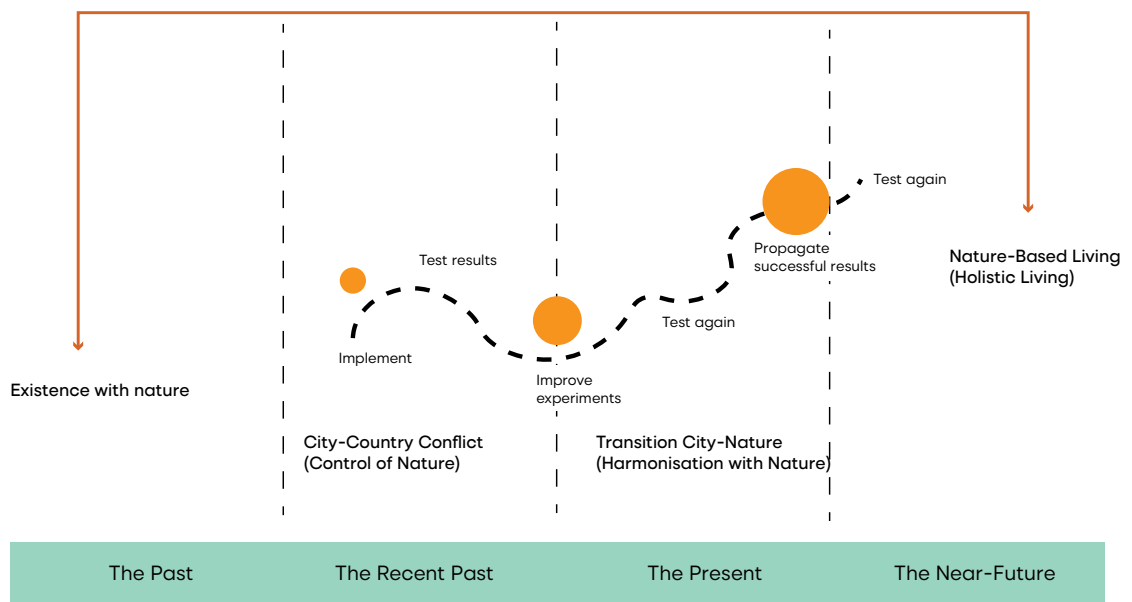 Test again
Nature-Based Living
(Holistic Living)
Propagate
successful results
Test results
Test again
Implement
Improve
experiments
Existence with nature
City-Country Conflict
(Control of Nature)
Transition City-Nature
(Harmonisation with Nature)
The Past
The Recent Past
The Present
The Near-Future